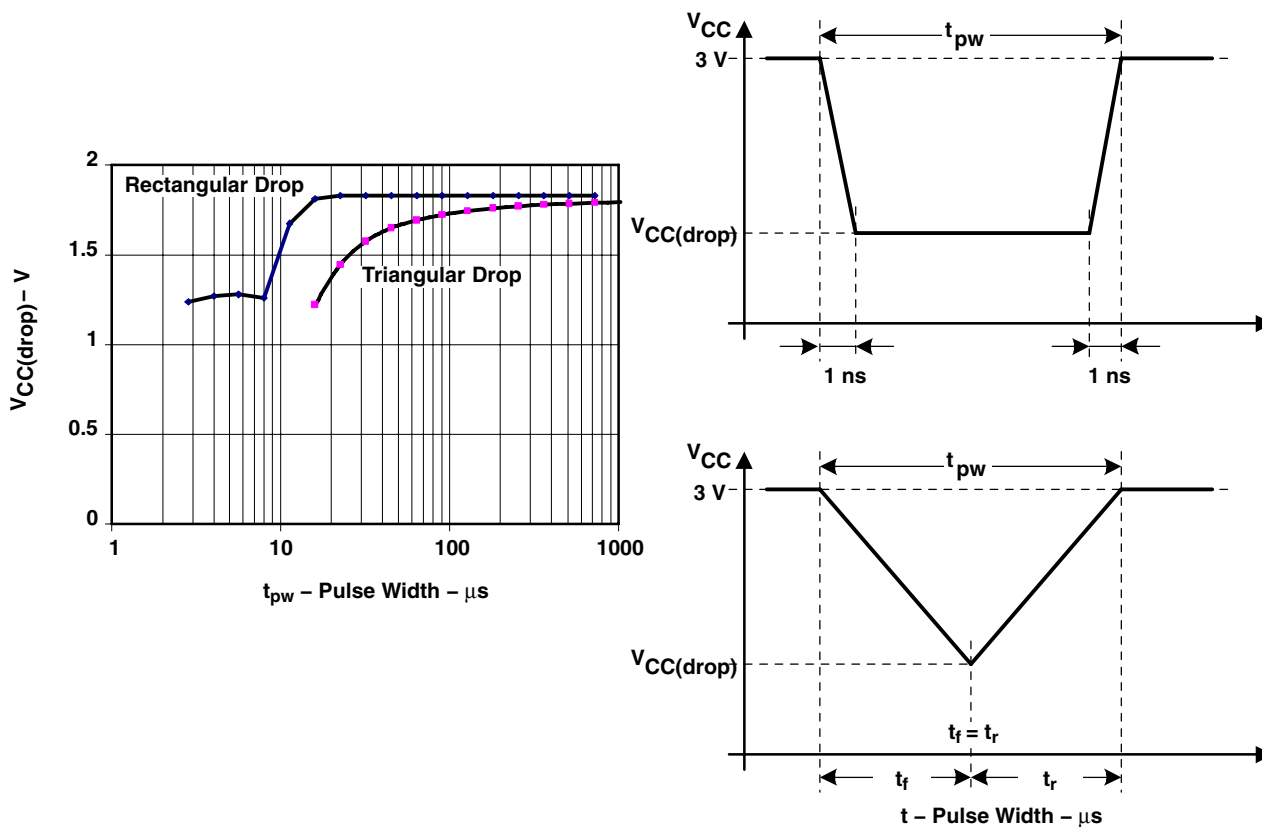 2
1.5
1
0.5
0
VCC(drop) – V
Rectangular Drop
Triangular Drop
1
10
100
1000
tpw – Pulse Width – μs
VCC
tpw
3 V
VCC(drop)
1 ns
1 ns
VCC
tpw
3 V
VCC(drop)
tf = tr
tf
tr
t – Pulse Width – μs